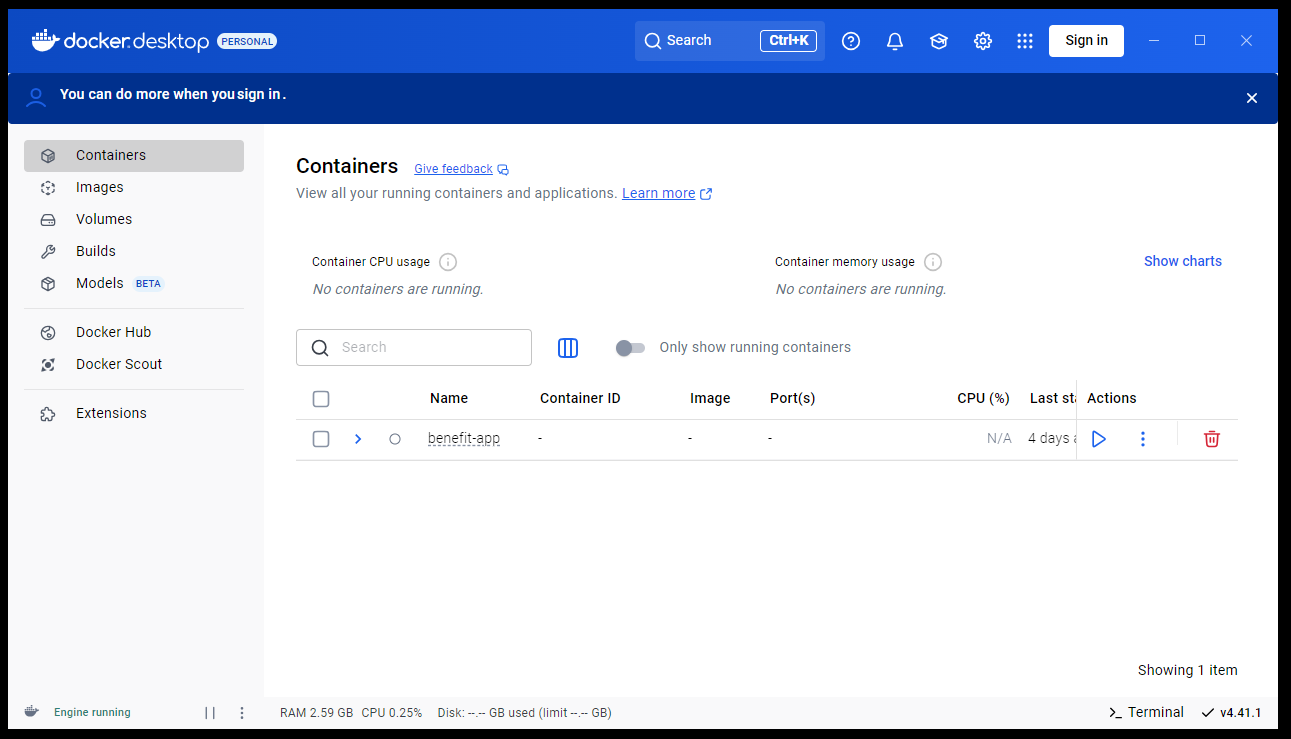 docker.desktop PERSONAL Search Ctrl+K Sign in
You can do more when you sign in.
Containers
Images
Volumes
Builds
Models BETA
Docker Hub
Docker Scout
Extensions
Containers Give feedback
View all your running containers and applications. Learn more
Container CPU usage Container memory usage Show charts
No containers are running. No containers are running.
Search Only show running containers
Name Container ID Image Port(s) CPU (%) Last sta Actions
benefit-app - - - N/A 4 days a
Showing 1 item
Engine running RAM 2.59 GB CPU 0.25% Disk: --.-- GB used (limit --.-- GB) Terminal v4.41.1